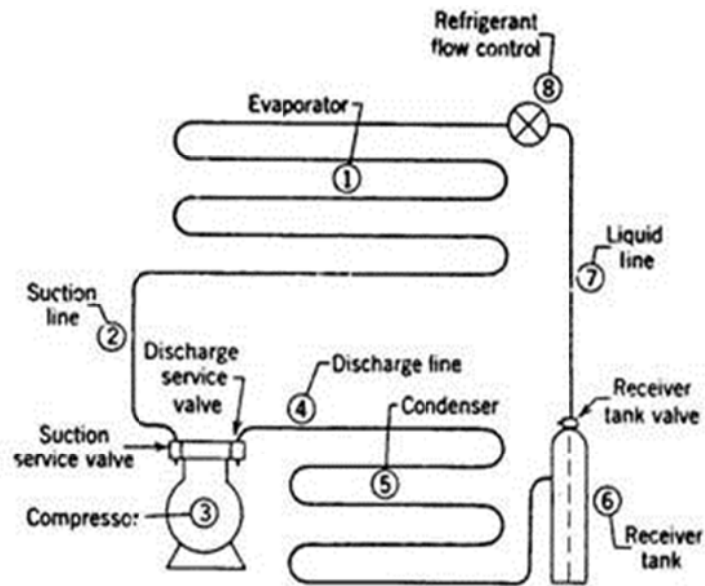 Refrigerant
flow control
8
Evaporator
1
Liquid
line
7
Suction
line
2
Discharge
service
valve
Discharge line
4
Condenser
Receiver
tank valve
Suction
service valve
5
Compressor
3
6
Receiver
tank